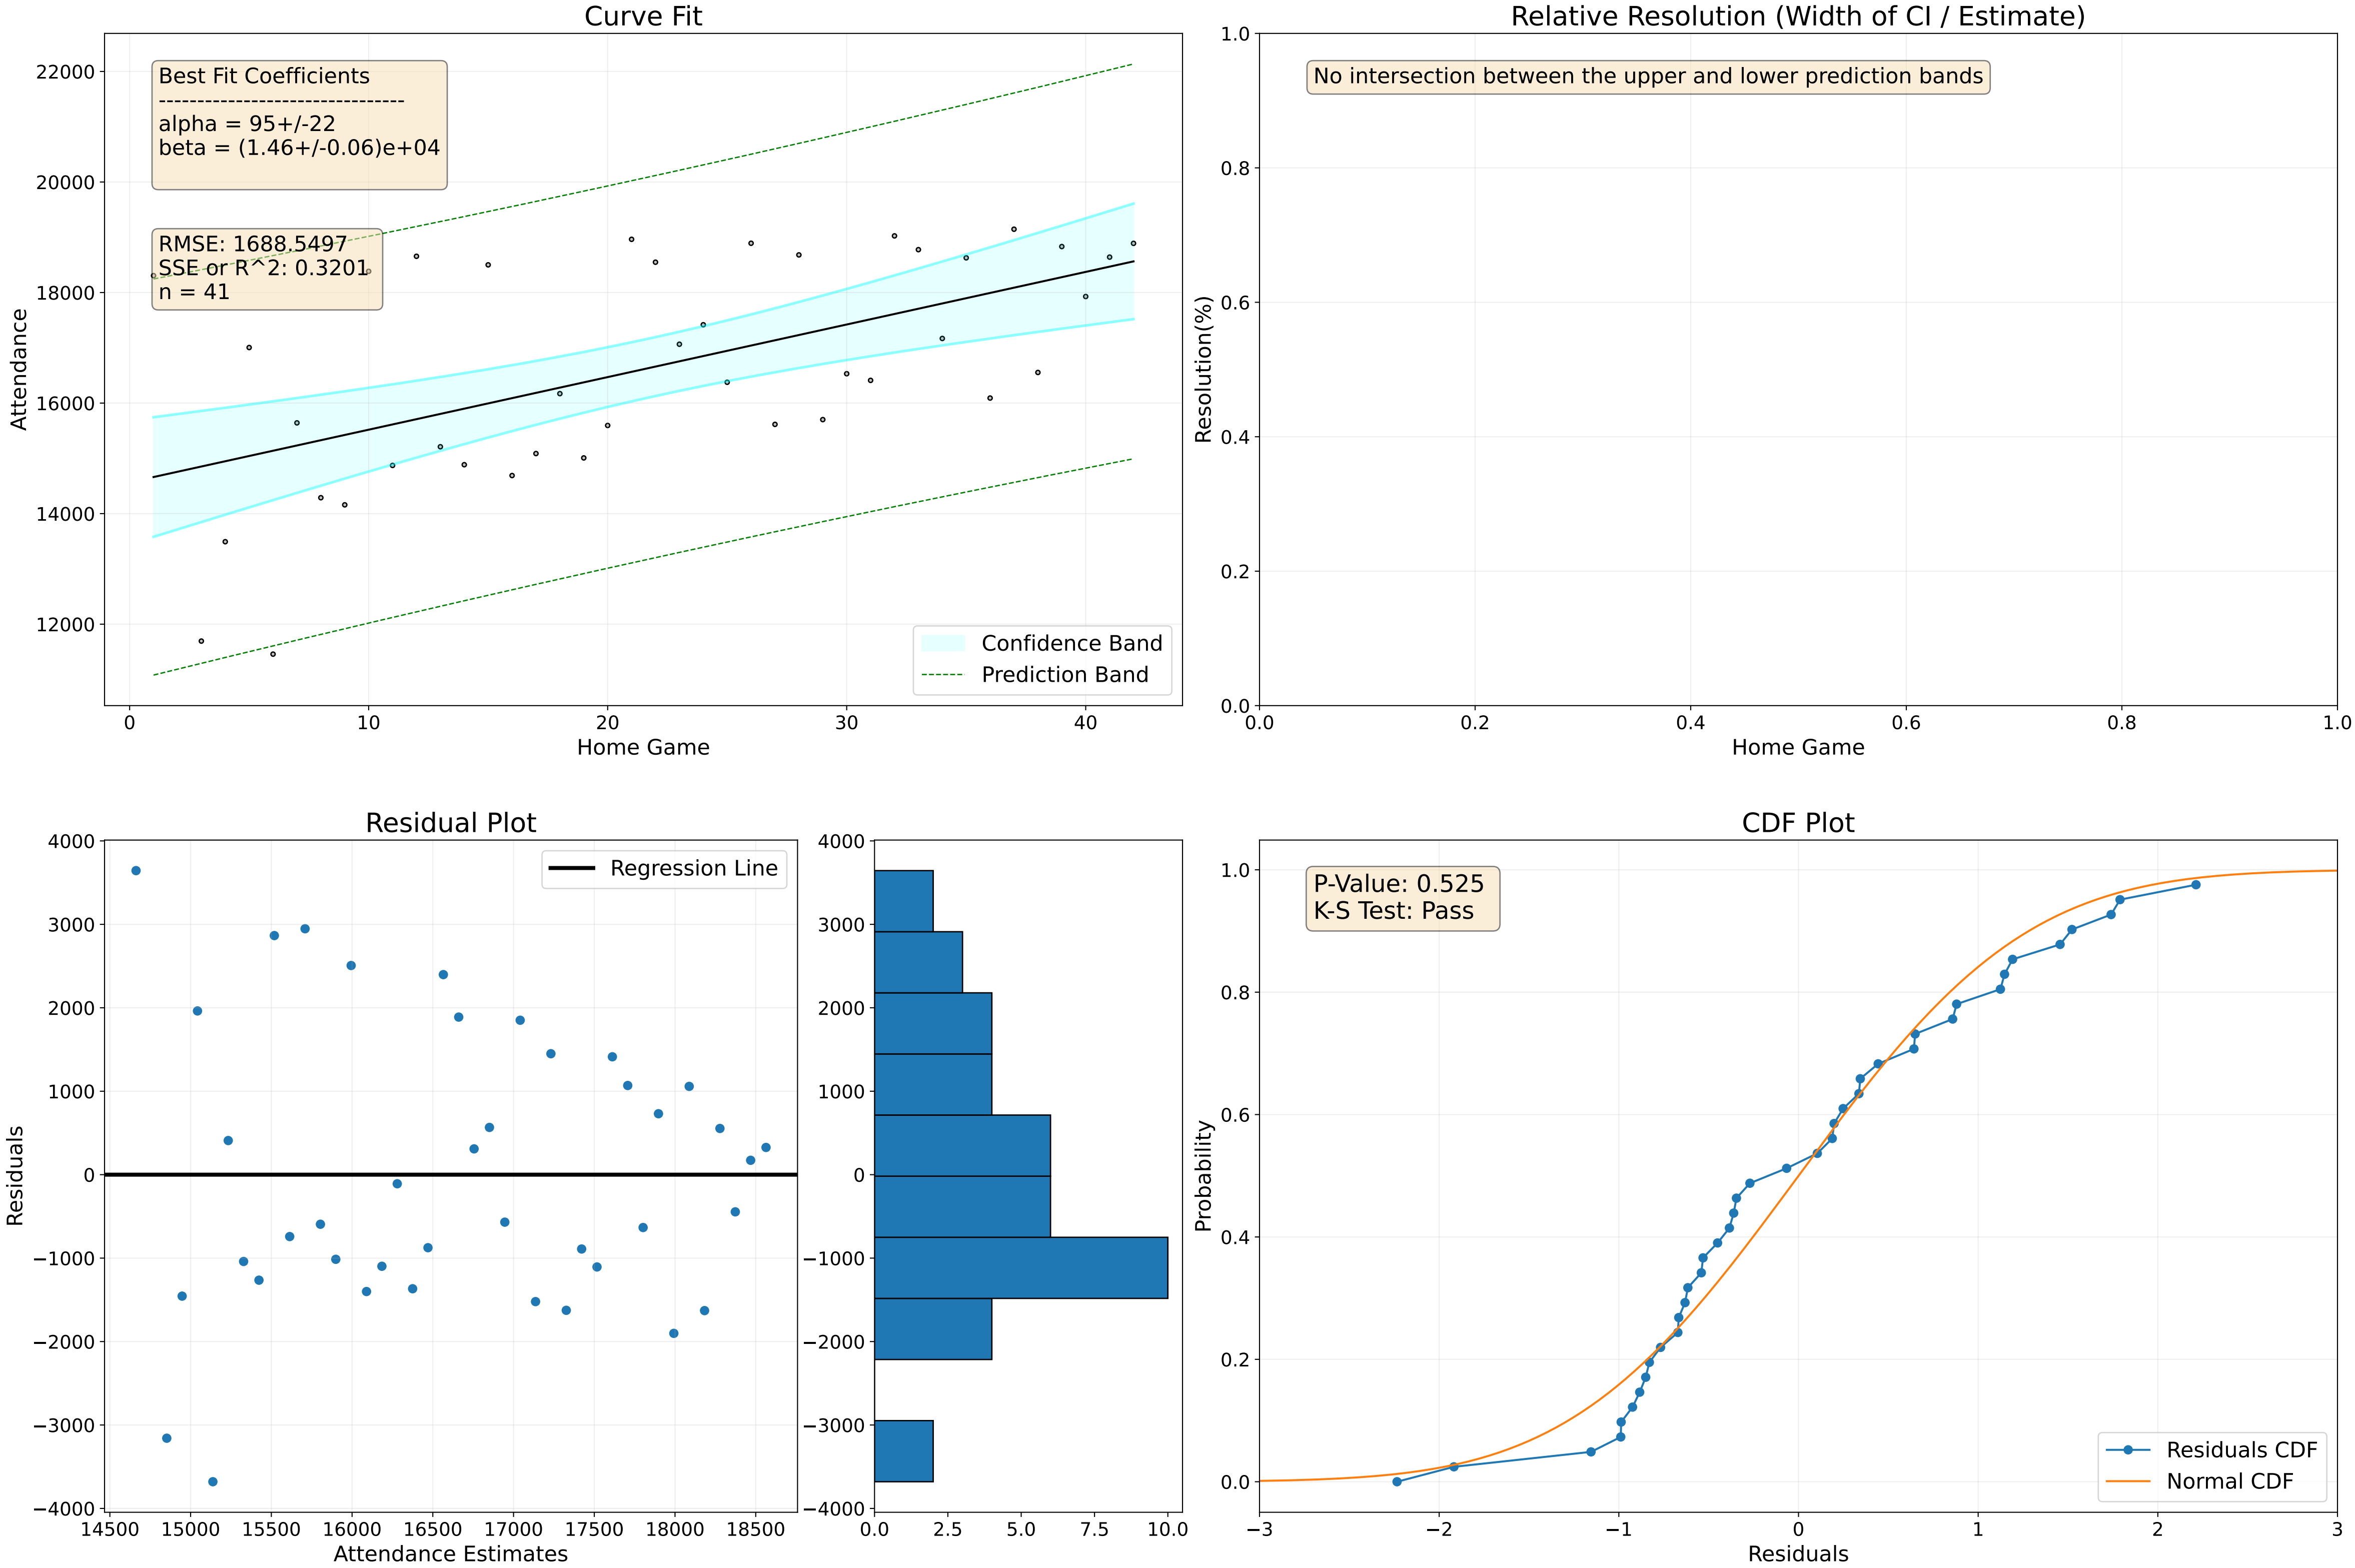 Curve Fit
22000
20000
18000
16000
14000
12000
Attendance
Best Fit Coefficients
--------------------------------
alpha = 95+/-22
beta = (1.46+/-0.06)e+04
RMSE: 1688.5497
SSE or R^2: 0.3201
n = 41
Confidence Band
Prediction Band
0 10 20 30 40
Home Game
Relative Resolution (Width of CI / Estimate)
1.0
0.8
0.6
0.4
0.2
0.0
Resolution(%)
No intersection between the upper and lower prediction bands
0.0 0.2 0.4 0.6 0.8 1.0
Home Game
Residual Plot
4000
3000
2000
1000
0
−1000
−2000
−3000
−4000
Residuals
Regression Line
14500 15000 15500 16000 16500 17000 17500 18000 18500
Attendance Estimates
4000
3000
2000
1000
0
−1000
−2000
−3000
−4000
0.0 2.5 5.0 7.5 10.0
CDF Plot
1.0
0.8
0.6
0.4
0.2
0.0
Probability
P-Value: 0.525
K-S Test: Pass
Residuals CDF
Normal CDF
−3 −2 −1 0 1 2 3
Residuals